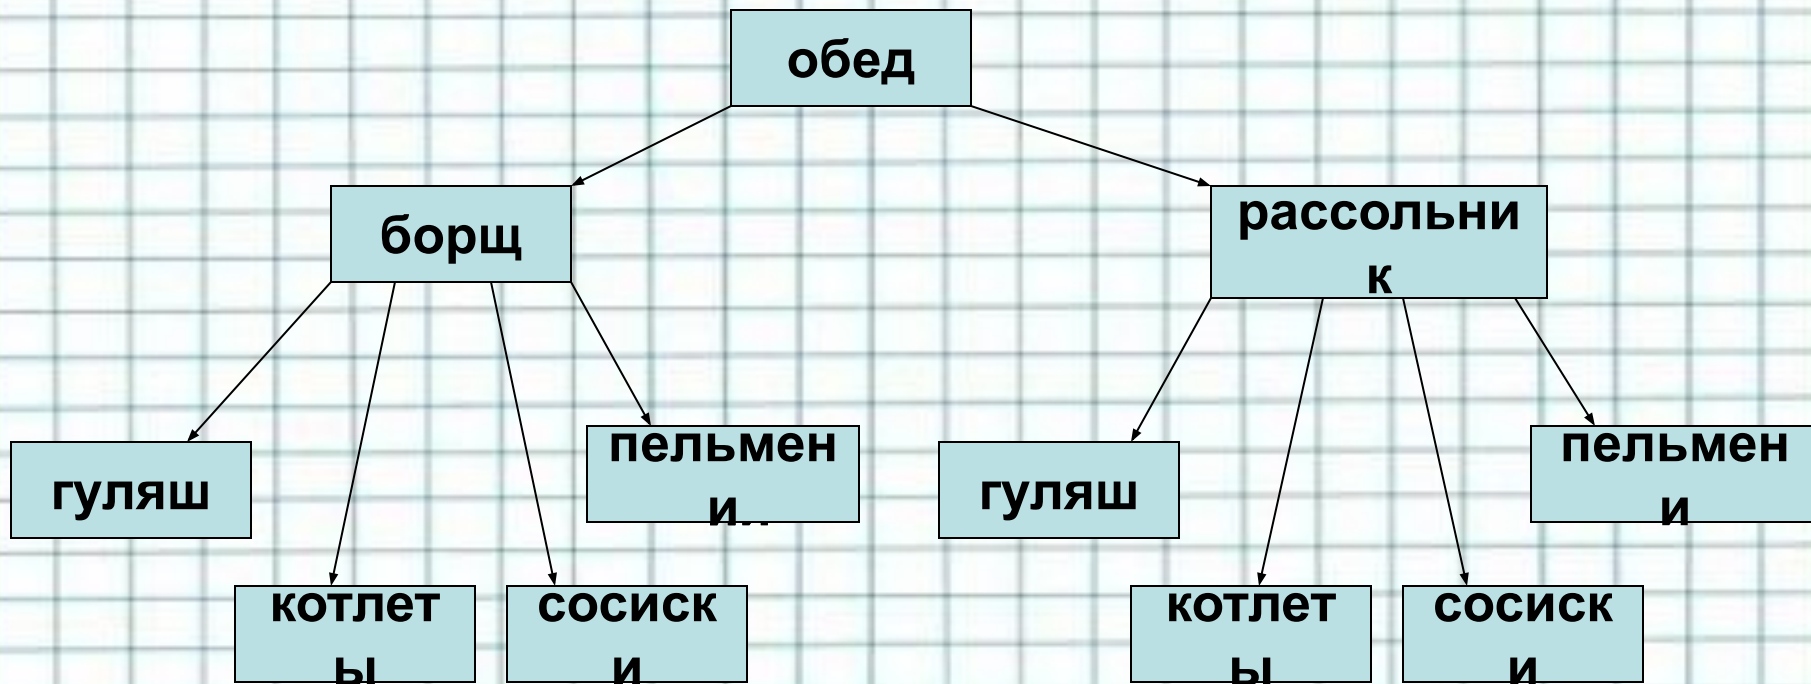 обед
борщ
рассольни
к
гуляш
пельмен
и
гуляш
пельмен
и
котлет
ы
сосиск
и
котлет
ы
сосиск
и